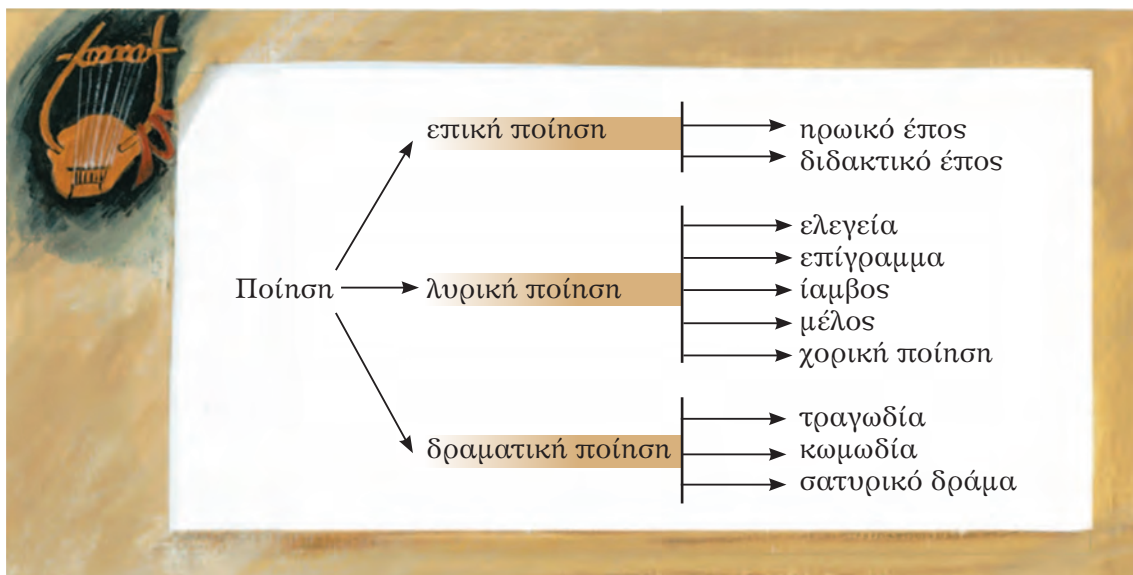 Ποίηση
επική ποίηση
ηρωικό έπος
διδακτικό έπος
λυρική ποίηση
ελεγεία
επίγραμμα
ίαμβος
μέλος
χορική ποίηση
δραματική ποίηση
τραγωδία
κωμωδία
σατυρικό δράμα